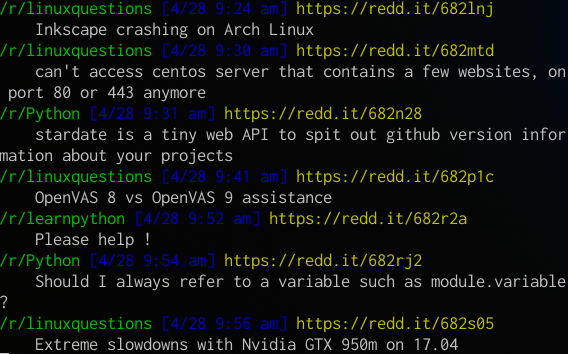 /r/linuxquestions [4/28 9:24 am] https://redd.it/682lnj
Inkscape crashing on Arch Linux
/r/linuxquestions [4/28 9:30 am] https://redd.it/682mtd
can't access centos server that contains a few websites, on
port 80 or 443 anymore
/r/Python [4/28 9:31 am] https://redd.it/682n28
stardate is a tiny web API to spit out github version infor
mation about your projects
/r/linuxquestions [4/28 9:41 am] https://redd.it/682p1c
OpenVAS 8 vs OpenVAS 9 assistance
/r/learnpython [4/28 9:52 am] https://redd.it/682r2a
Please help !
/r/Python [4/28 9:54 am] https://redd.it/682rj2
Should I always refer to a variable such as module.variable
?
/r/linuxquestions [4/28 9:56 am] https://redd.it/682s05
Extreme slowdowns with Nvidia GTX 950m on 17.04